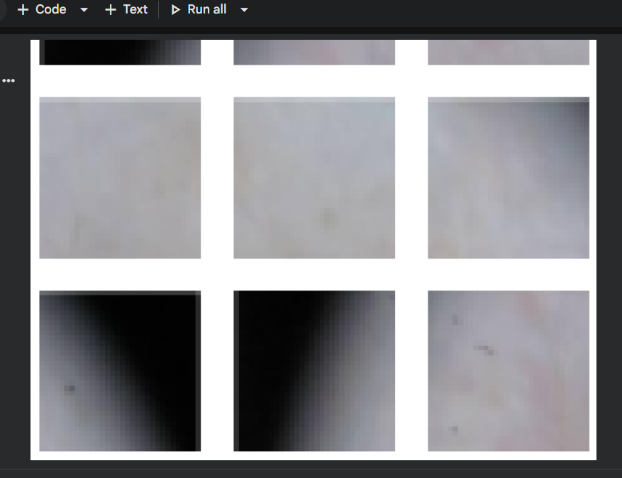 + Code + Text Run all